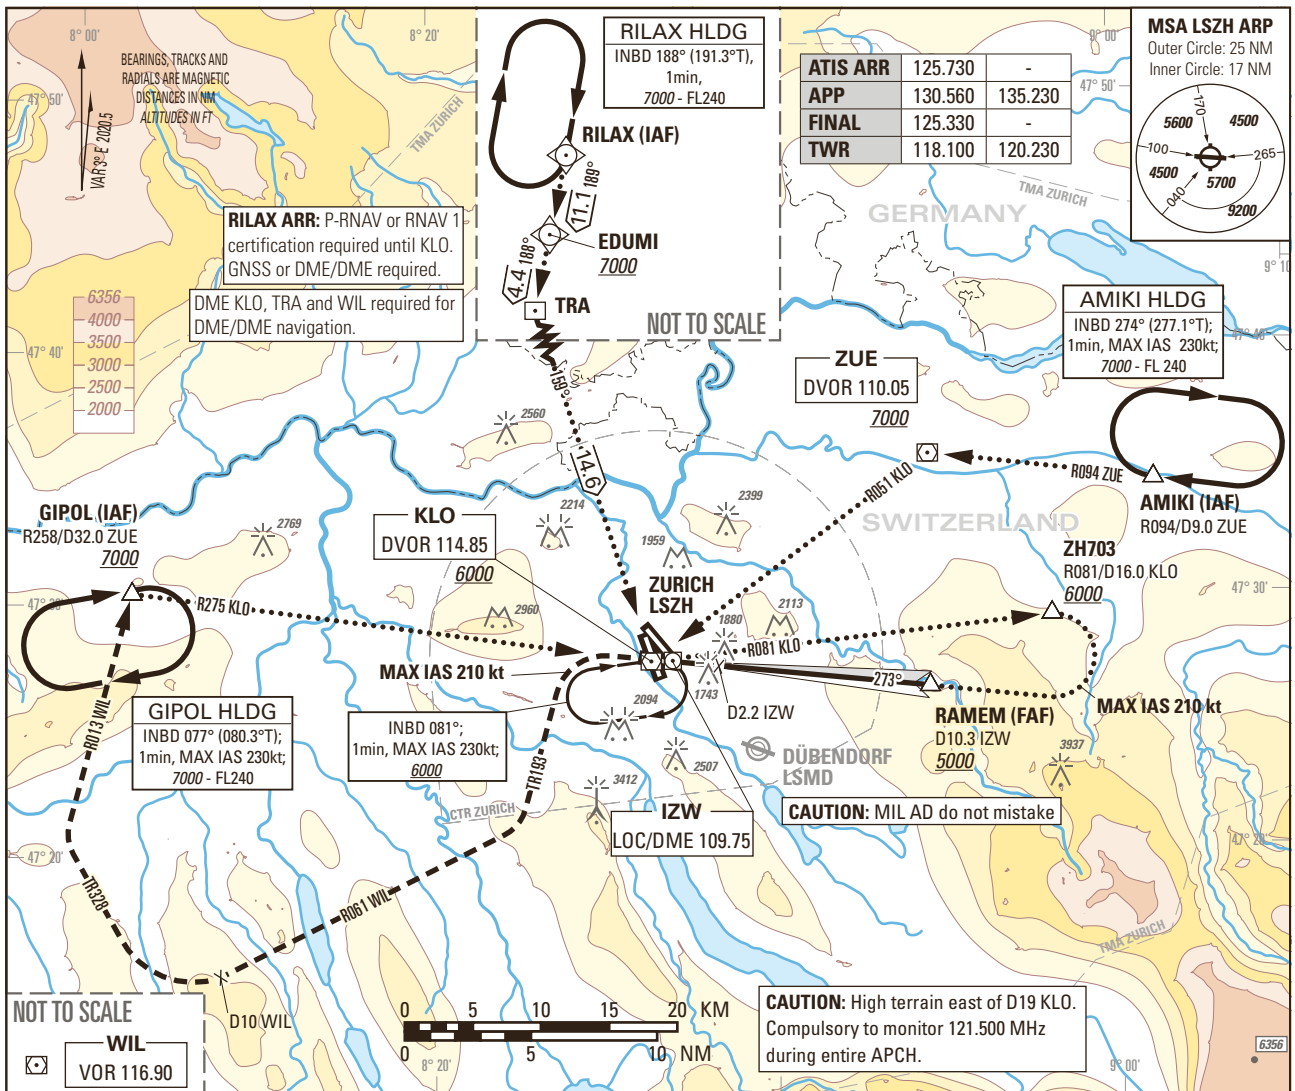 8° 00'
8° 20'
9° 00'
47° 50'
47° 50'
BEARINGS, TRACKS AND
RADIALS ARE MAGNETIC
DISTANCES IN NM
ALTITUDES IN FT
VAR 3° E 2020.5
TMA ZURICH
RILAX HLDG
INBD 188° (191.3°T),
1min,
7000 - FL240
RILAX (IAF)
11.1 189°
EDUMI
7000
4.4 188°
TRA
NOT TO SCALE
ATIS ARR 125.730 -
APP 130.560 135.230
FINAL 125.330 -
TWR 118.100 120.230
MSA LSZH ARP
Outer Circle: 25 NM
Inner Circle: 17 NM
170
5600
4500
100
265
4500
5700
040
9200
TMA ZURICH
GERMANY
9° 10'
RILAX ARR: P-RNAV or RNAV 1
certification required until KLO.
GNSS or DME/DME required.
DME KLO, TRA and WIL required for
DME/DME navigation.
6356
4000
3500
3000
2500
2000
47° 40'
47° 40'
AMIKI HLDG
INBD 274° (277.1°T);
1min, MAX IAS 230kt;
7000 - FL 240
ZUE
DVOR 110.05
7000
159°
14.6
2560
R051 KLO
R094 ZUE
AMIKI (IAF)
R094/D9.0 ZUE
SWITZERLAND
GIPOL (IAF)
R258/D32.0 ZUE
7000
2769
KLO
DVOR 114.85
6000
2214
2399
1959
ZURICH
LSZH
ZH703
R081/D16.0 KLO
6000
47° 30'
47° 30'
R275 KLO
2960
2113
1880
R081 KLO
MAX IAS 210 kt
273°
1743
2094
D2.2 IZW
RAMEM (FAF)
D10.3 IZW
5000
MAX IAS 210 kt
GIPOL HLDG
INBD 077° (080.3°T);
1min, MAX IAS 230kt;
7000 - FL240
R013 WIL
INBD 081°;
1min, MAX IAS 230kt;
6000
TR193
2507
3412
DÜBENDORF
LSMD
3937
CTR ZURICH
IZW
LOC/DME 109.75
CAUTION: MIL AD do not mistake
47° 20'
47° 20'
TR328
R061 WIL
TMA ZURICH
D10 WIL
NOT TO SCALE
WIL
VOR 116.90
0 5 10 15 20 KM
0 5 10 NM
8° 20'
CAUTION: High terrain east of D19 KLO.
Compulsory to monitor 121.500 MHz
during entire APCH.
9° 00'
6356